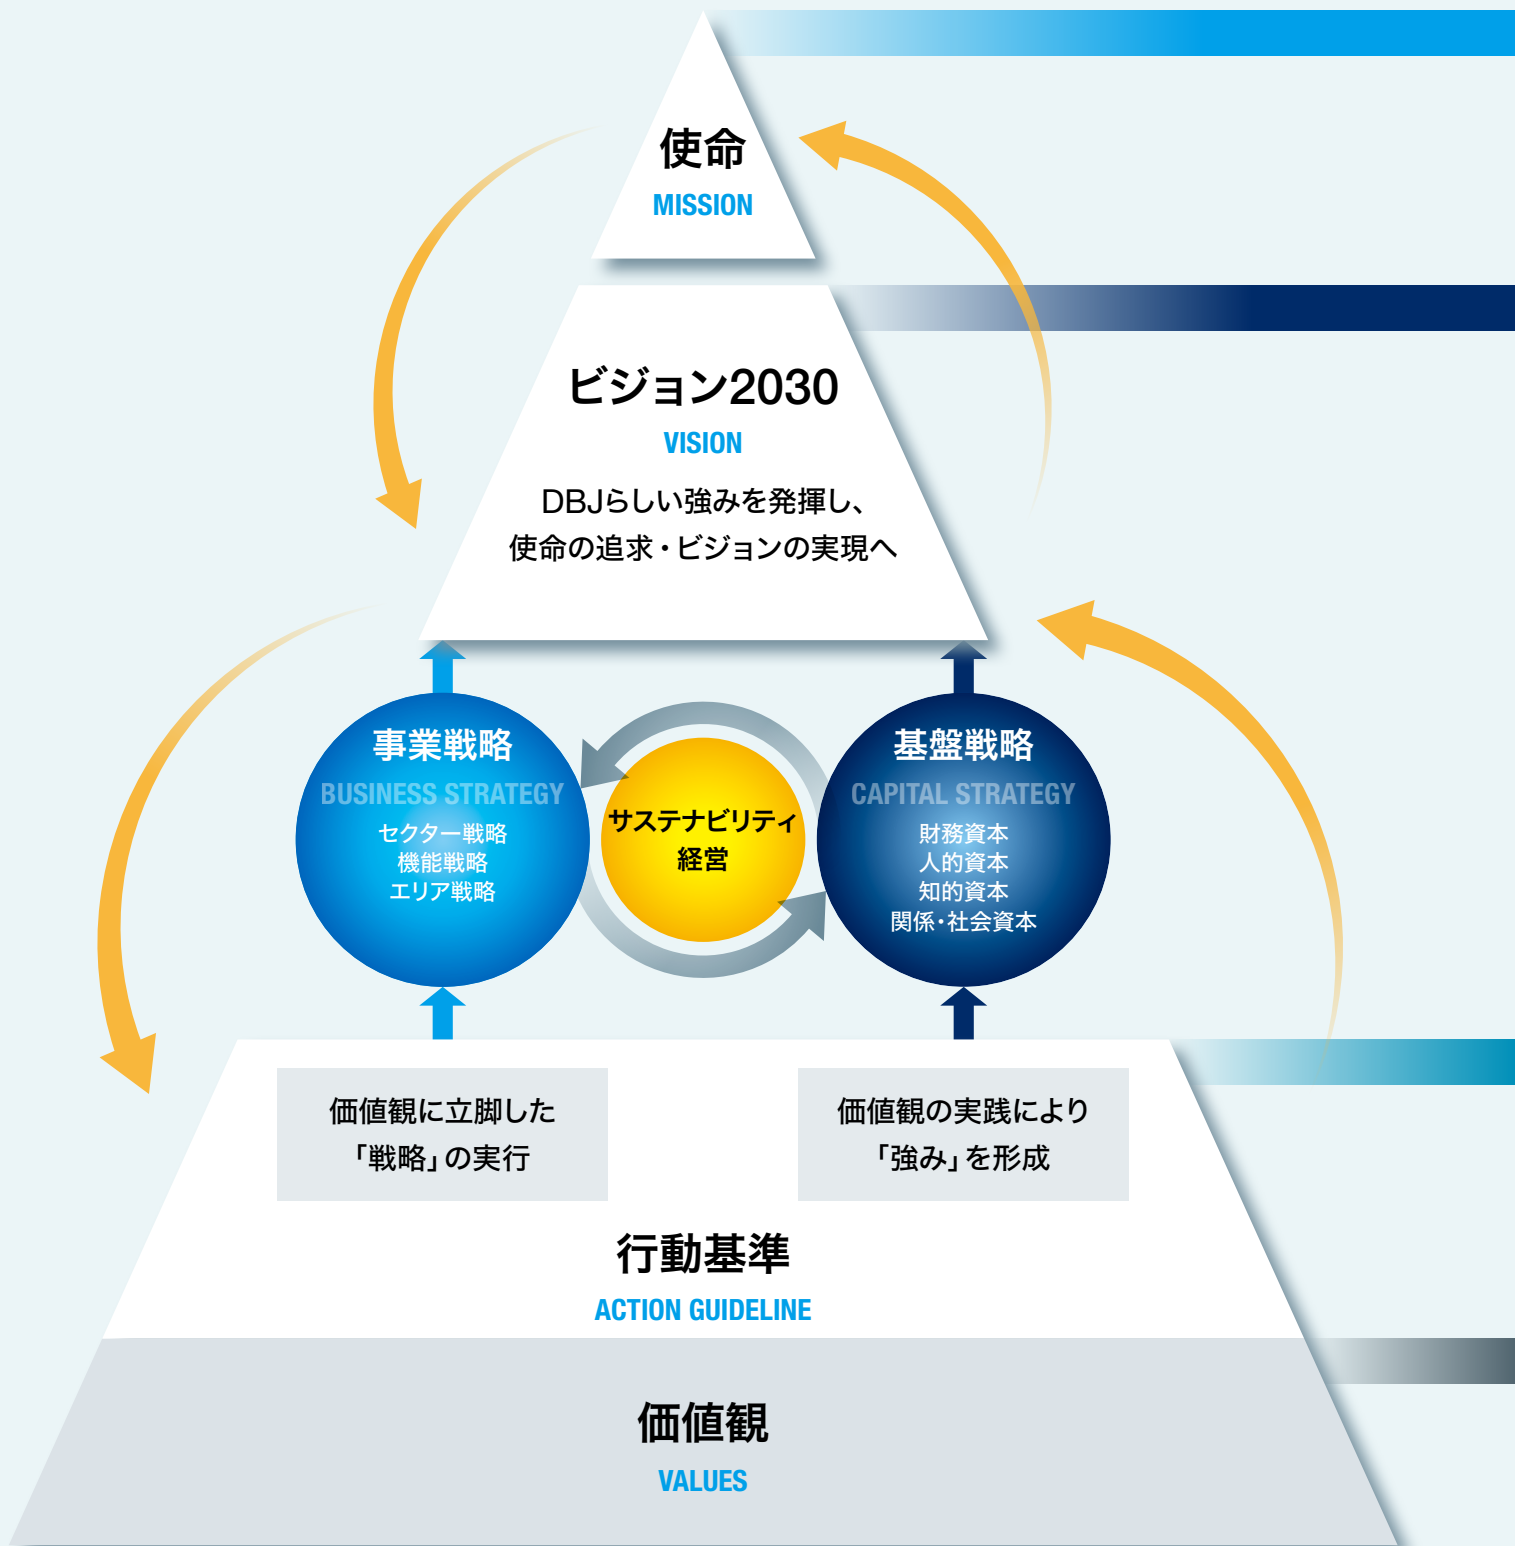 使命
MISSION
ビジョン2030
VISION
DBJらしい強みを発揮し、
使命の追求・ビジョンの実現へ
事業戦略
BUSINESS STRATEGY
セクター戦略
機能戦略
エリア戦略
サステナビリティ
経営
基盤戦略
CAPITAL STRATEGY
財務資本
人的資本
知的資本
関係・社会資本
価値観に立脚した
「戦略」の実行
価値観の実践により
「強み」を形成
行動基準
ACTION GUIDELINE
価値観
VALUES